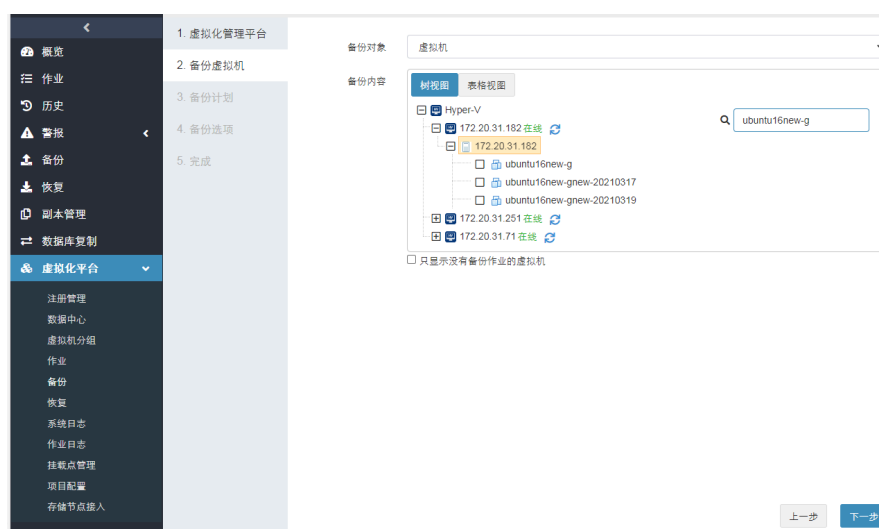 概览
作业
历史
警报
备份
恢复
副本管理
数据库复制
虚拟化平台
注册管理
数据中心
虚拟机分组
作业
备份
恢复
系统日志
作业日志
挂载点管理
项目配置
存储节点接入
1. 虚拟化管理平台
2. 备份虚拟机
3. 备份计划
4. 备份选项
5. 完成
备份对象 虚拟机
备份内容 树视图 表格视图
Hyper-V
ubuntu16new-g
172.20.31.182 在线
172.20.31.182
ubuntu16new-g
ubuntu16new-gnew-20210317
ubuntu16new-gnew-20210319
172.20.31.251 在线
172.20.31.71 在线
只显示没有备份作业的虚拟机
上一步 下一步